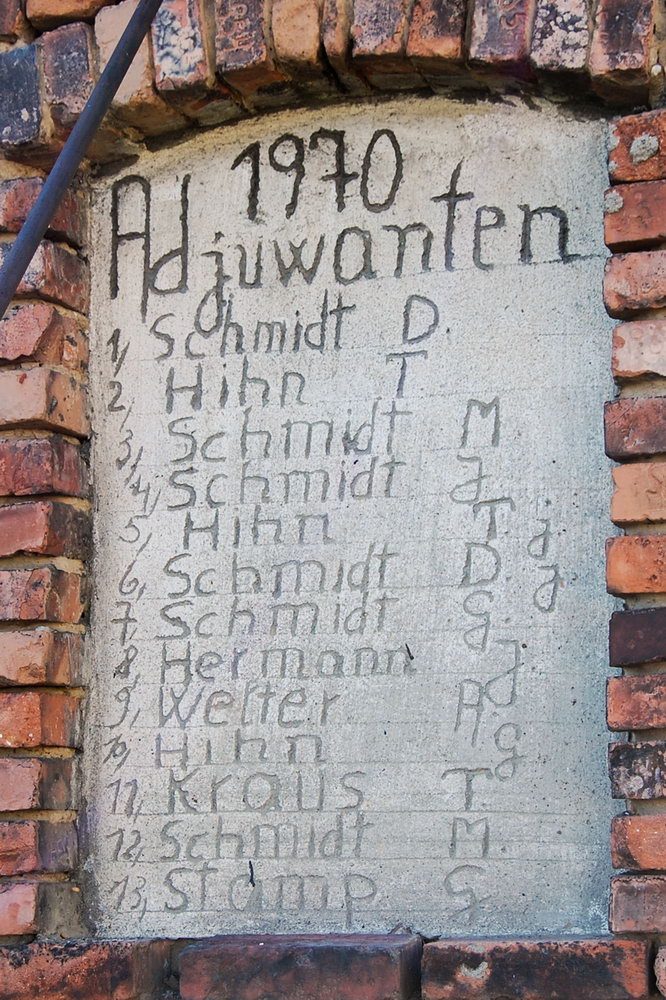 1970
Adjuwanten
1, Schmidt D.
2, Hihn T
3, Schmidt M
4, Schmidt J
5, Hihn T. j
6, Schmidt D. j
7, Schmidt G.
8, Hermann J
9, Welter A.
10, Hihn G
11, Kraus T
12, Schmidt M
13, Stamp G